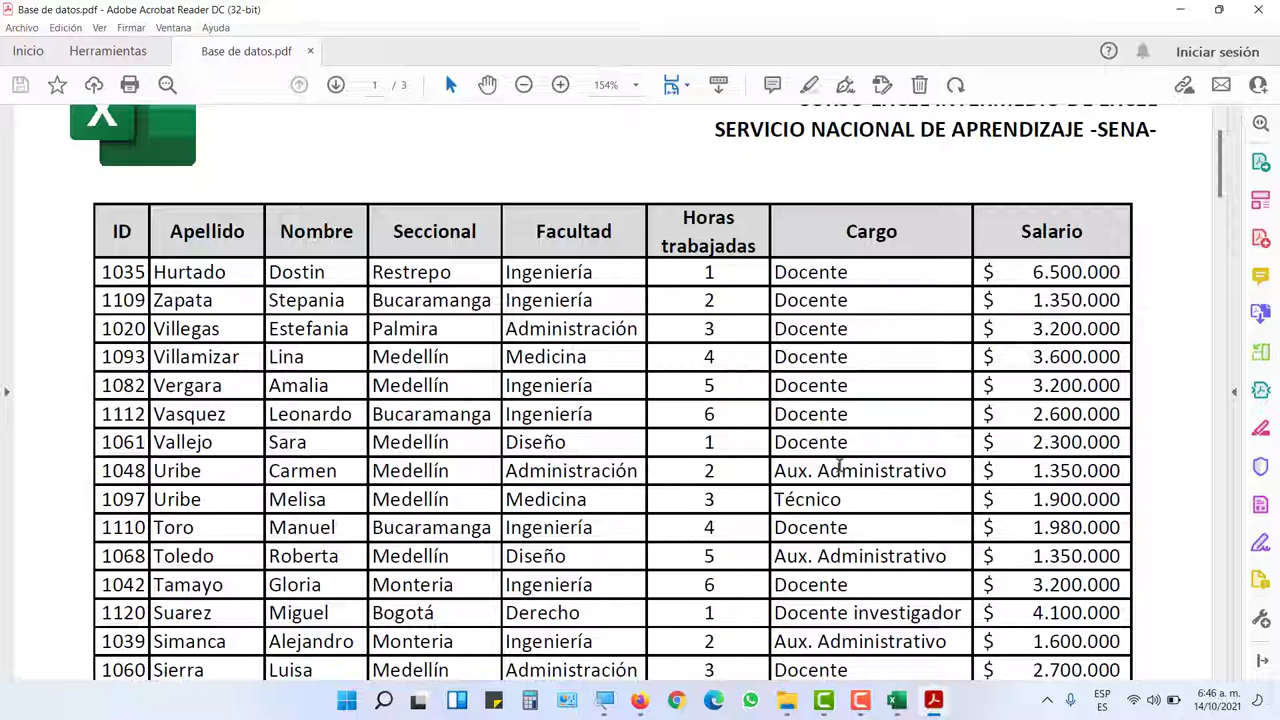 Base de datos.pdf - Adobe Acrobat Reader DC (32-bit)
Archivo Edición Ver Firmar Ventana Ayuda
Inicio Herramientas Base de datos.pdf × Iniciar sesión
1 / 3 154%
CURSO EXCEL INTERMEDIO DE EXCEL
SERVICIO NACIONAL DE APRENDIZAJE -SENA-
X
ID Apellido Nombre Seccional Facultad Horas trabajadas Cargo Salario
1035 Hurtado Dostin Restrepo Ingeniería 1 Docente $ 6.500.000
1109 Zapata Stepania Bucaramanga Ingeniería 2 Docente $ 1.350.000
1020 Villegas Estefania Palmira Administración 3 Docente $ 3.200.000
1093 Villamizar Lina Medellín Medicina 4 Docente $ 3.600.000
1082 Vergara Amalia Medellín Ingeniería 5 Docente $ 3.200.000
1112 Vasquez Leonardo Bucaramanga Ingeniería 6 Docente $ 2.600.000
1061 Vallejo Sara Medellín Diseño 1 Docente $ 2.300.000
1048 Uribe Carmen Medellín Administración 2 Aux. Administrativo $ 1.350.000
1097 Uribe Melisa Medellín Medicina 3 Técnico $ 1.900.000
1110 Toro Manuel Bucaramanga Ingeniería 4 Docente $ 1.980.000
1068 Toledo Roberta Medellín Diseño 5 Aux. Administrativo $ 1.350.000
1042 Tamayo Gloria Monteria Ingeniería 6 Docente $ 3.200.000
1120 Suarez Miguel Bogotá Derecho 1 Docente investigador $ 4.100.000
1039 Simanca Alejandro Monteria Ingeniería 2 Aux. Administrativo $ 1.600.000
1060 Sierra Luisa Medellín Administración 3 Docente $ 2.700.000
ESP
ES
:46 a. m.
14/10/2021